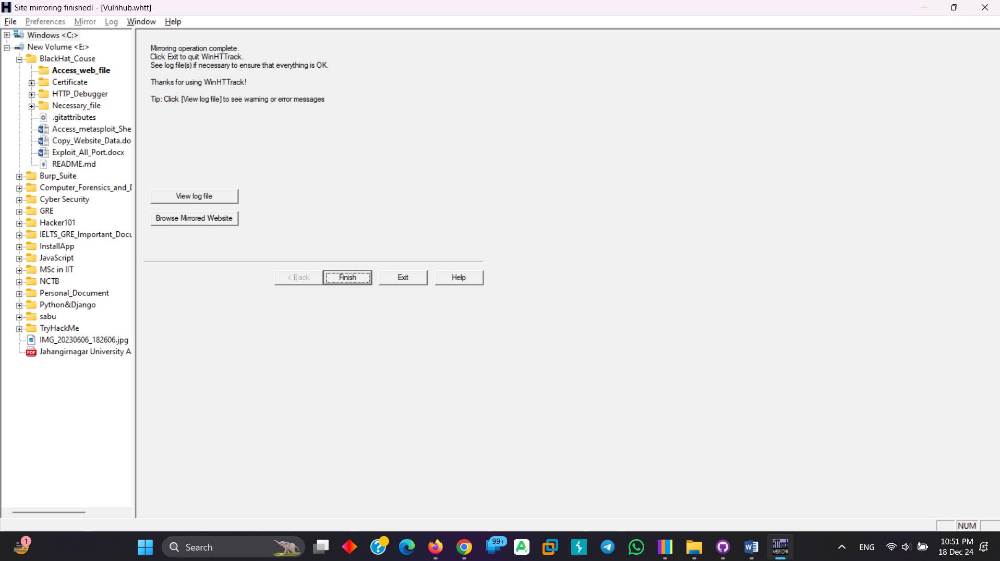 Site mirroring finished! - [Vulnhub.whtt]
File Preferences Mirror Log Window Help
Windows <C:>
New Volume <E:>
BlackHat_Couse
Access_web_file
Certificate
HTTP_Debugger
Necessary_file
.gitattributes
Access_metasploit_She
Copy_Website_Data.do
Exploit_All_Port.docx
README.md
Burp_Suite
Computer_Forensics_and_D
Cyber Security
GRE
Hacker101
IELTS_GRE_Important_Docu
InstallApp
JavaScript
MSc in IIT
NCTB
Personal_Document
Python&Django
sabu
TryHackMe
IMG_20230606_182606.jpg
Jahangirnagar University A
Mirroring operation complete.
Click Exit to quit WinHTTrack.
See log file(s) if necessary to ensure that everything is OK.
Thanks for using WinHTTrack!
Tip: Click [View log file] to see warning or error messages
View log file
Browse Mirrored Website
< Back Finish Exit Help
NUM
1
Search
99+
HTTrack
WEBSITE COPIER
ENG
10:51 PM
18 Dec 24